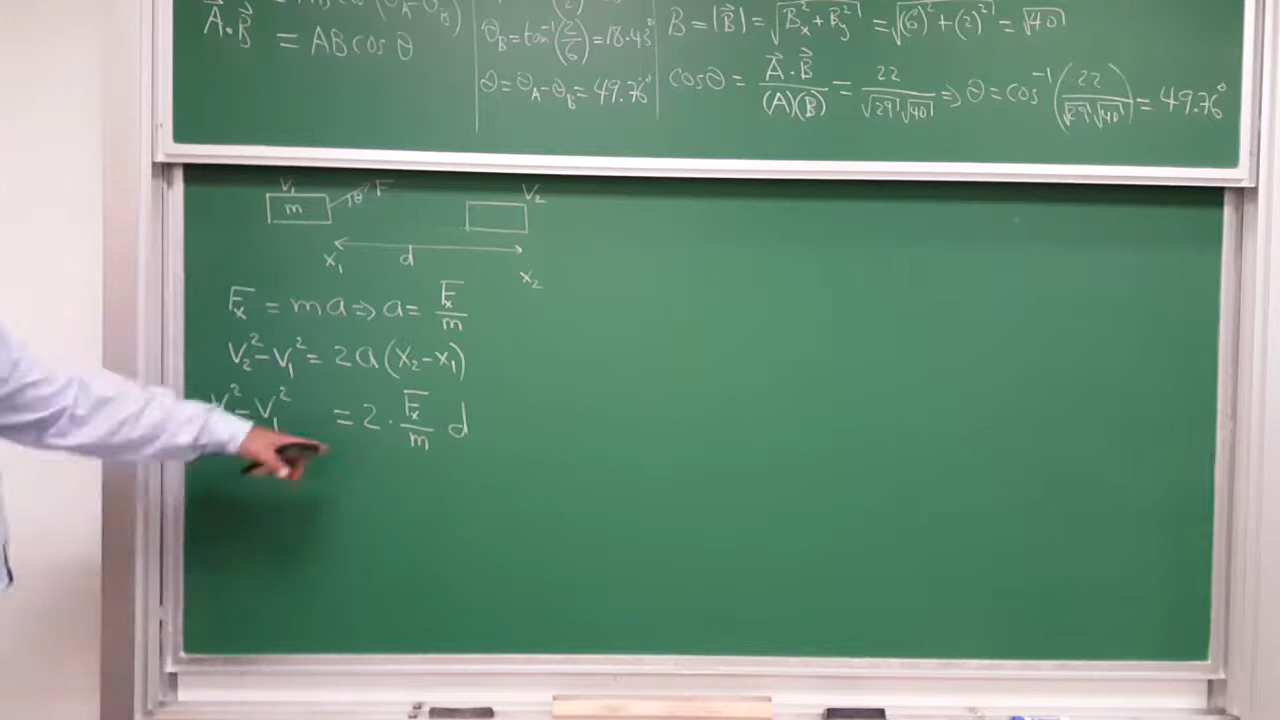 A⃗·B⃗ = AB cos θ
θ_B = tan⁻¹(2/6) = 18.43°
θ = θ_A - θ_B = 49.76°
B = |B⃗| = √(B_x² + B_y²) = √((6)² + (2)²) = √40
cosθ = A⃗·B⃗/(A)(B) = 22/√29√40 ⇒ θ = cos⁻¹(22/√29√40) = 49.76°
V₁ F
m θ V₂
x₁ d x₂
F_x = ma ⇒ a = F_x/m
V₂² - V₁² = 2a(x₂ - x₁)
V² - V₁² = 2 · F_x/m d